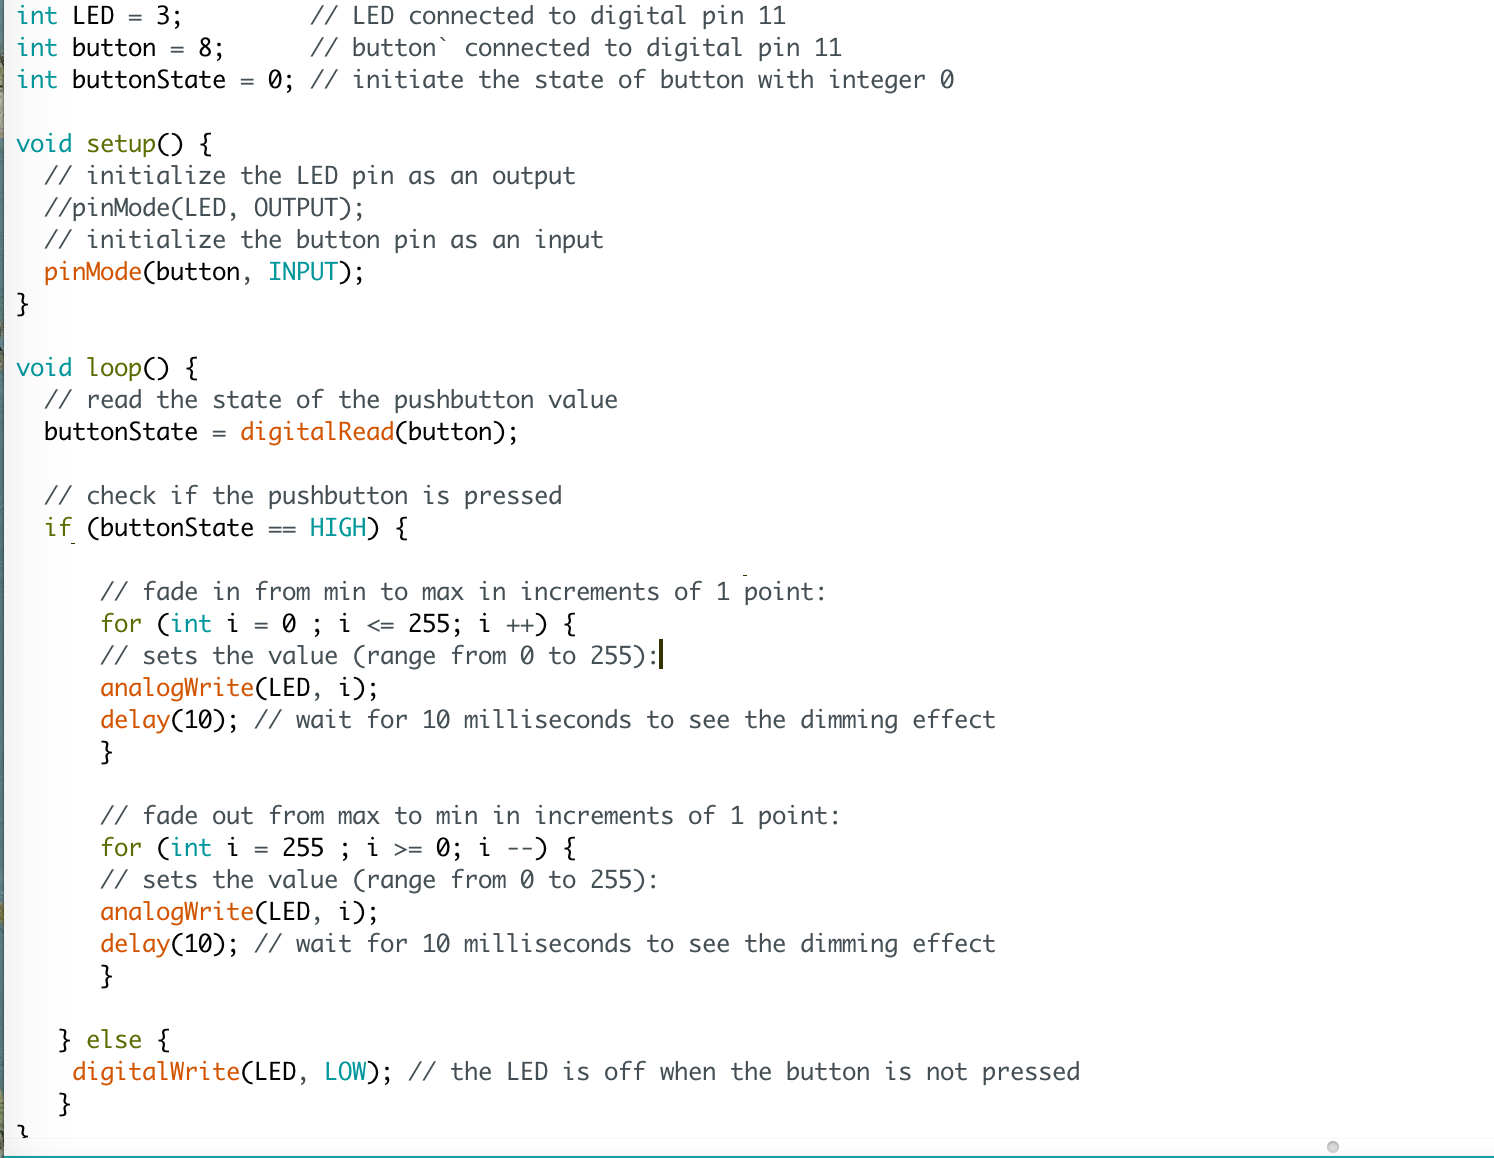 int LED = 3;         // LED connected to digital pin 11
int button = 8;      // button` connected to digital pin 11
int buttonState = 0; // initiate the state of button with integer 0
void setup() {
  // initialize the LED pin as an output
  //pinMode(LED, OUTPUT);
  // initialize the button pin as an input
  pinMode(button, INPUT);
}
void loop() {
  // read the state of the pushbutton value
  buttonState = digitalRead(button);
  // check if the pushbutton is pressed
  if (buttonState == HIGH) {
      // fade in from min to max in increments of 1 point:
      for (int i = 0 ; i <= 255; i ++) {
      // sets the value (range from 0 to 255):
      analogWrite(LED, i);
      delay(10); // wait for 10 milliseconds to see the dimming effect
      }
      // fade out from max to min in increments of 1 point:
      for (int i = 255 ; i >= 0; i --) {
      // sets the value (range from 0 to 255):
      analogWrite(LED, i);
      delay(10); // wait for 10 milliseconds to see the dimming effect
      }
   } else {
    digitalWrite(LED, LOW); // the LED is off when the button is not pressed
   }
}